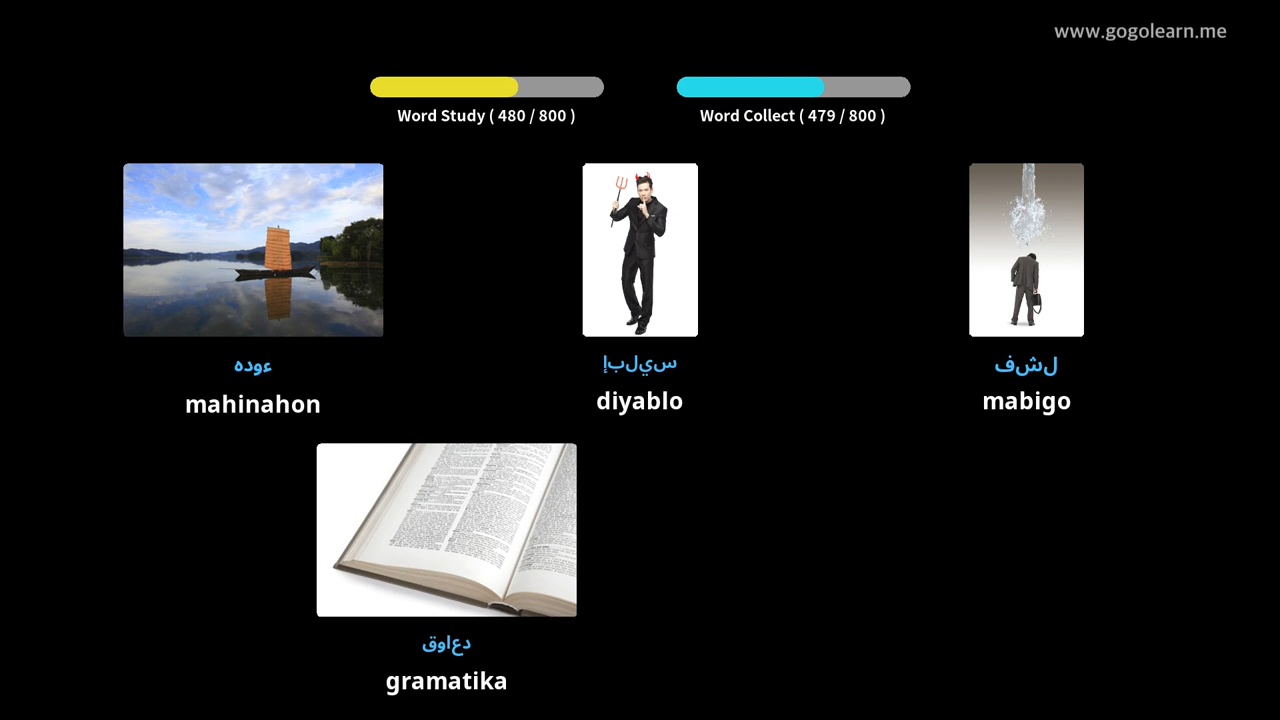 www.gogolearn.me
Word Study ( 480 / 800 )
Word Collect ( 479 / 800 )
ءوده
mahinahon
سيلبإ
diyablo
لشف
mabigo
دعاوق
gramatika